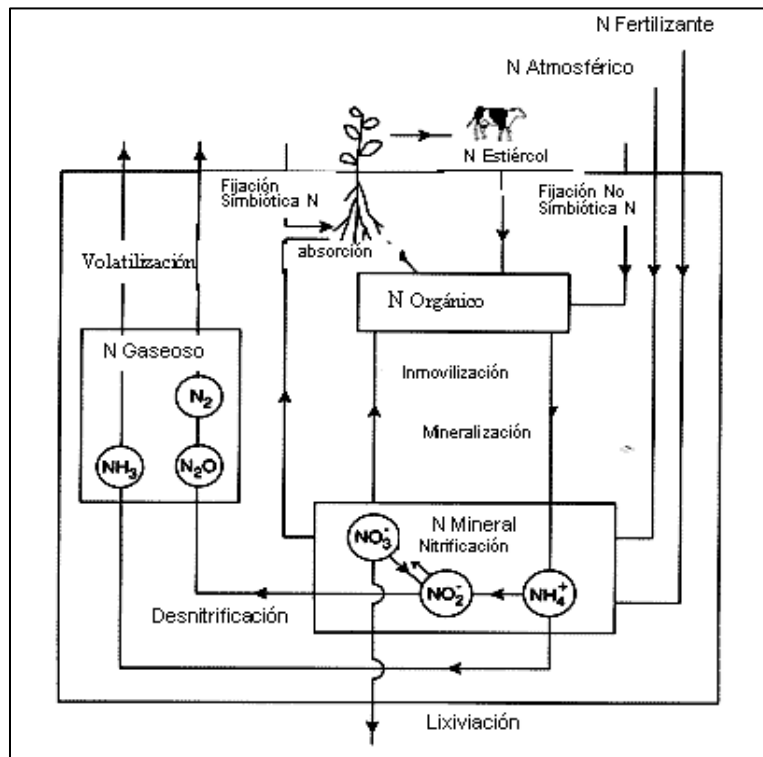 N Fertilizante
N Atmosférico
N Estiércol
Fijación
Simbiótica N
Fijación No
Simbiótica N
absorción
Volatilización
N Orgánico
N Gaseoso
Inmovilización
N₂
Mineralización
NH₃
N₂O
N Mineral
NO₃⁻
Nitrificación
NO₂⁻
NH₄⁺
Desnitrificación
Lixiviación